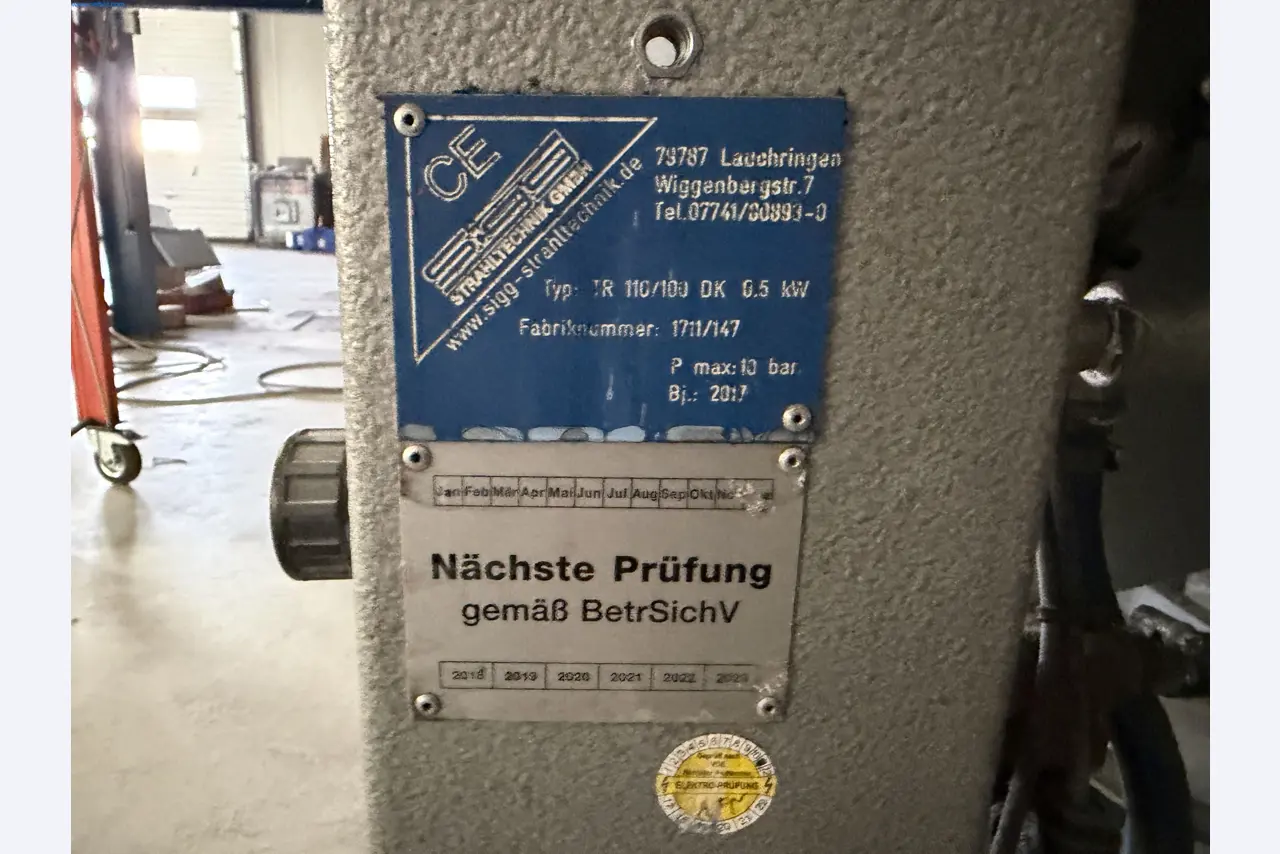 CE
SIGG
STRAHLTECHNIK GMBH
www.sigg-strahltechnik.de
79787 Lauchringen
Wiggenbergstr.7
Tel.07741/80893-0
Typ: TR 110/100 DK 0.5 kW
Fabriknummer: 1711/147
P max:10 bar
Bj.: 2017
Jan Feb Mär Apr Mai Jun Jul Aug Sep Okt
Nächste Prüfung
gemäß BetrSichV
2018 2019 2020 2021 2022 2023
ELEKTRO-PRÜFUNG